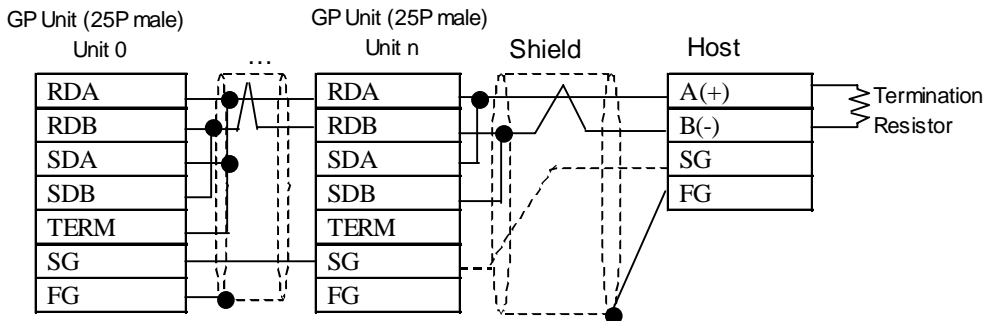 GP Unit (25P male)
Unit 0
GP Unit (25P male)
Unit n
...
Shield
Host
RDA
RDB
SDA
SDB
TERM
SG
FG
RDA
RDB
SDA
SDB
TERM
SG
FG
A(+)
B(-)
SG
FG
Termination
Resistor